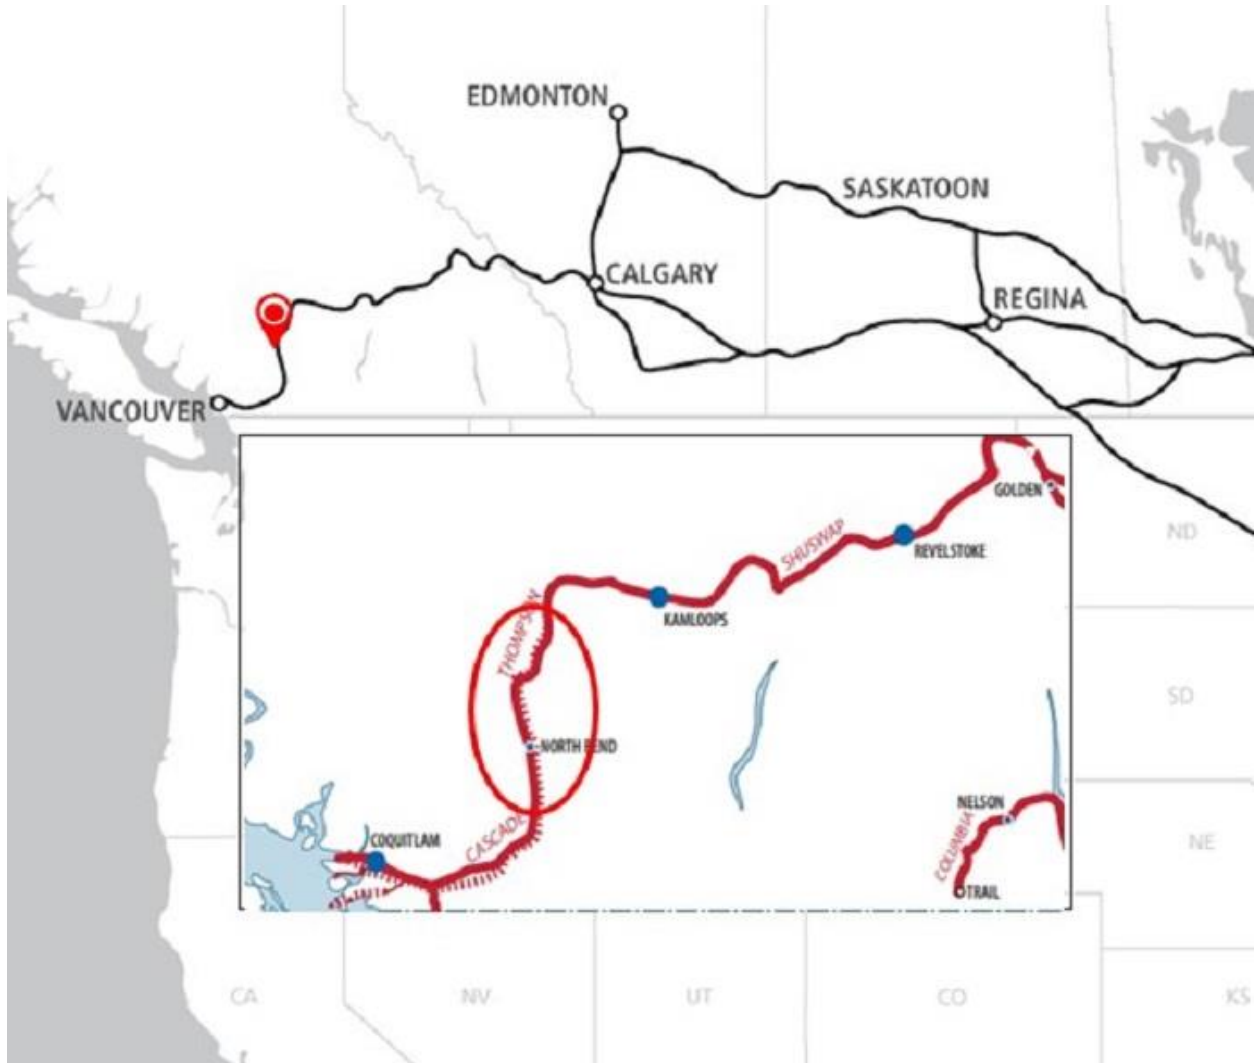 EDMONTON
SASKATOON
CALGARY
REGINA
VANCOUVER
GOLDEN
ND
SHUSWAP
REVELSTOKE
THOMPSON
KAMLOOPS
SD
NORTH BEND
NELSON
CASCADE
COQUITLAM
COLUMBIA
NE
TRAIL
CA
NV
UT
CO
KS